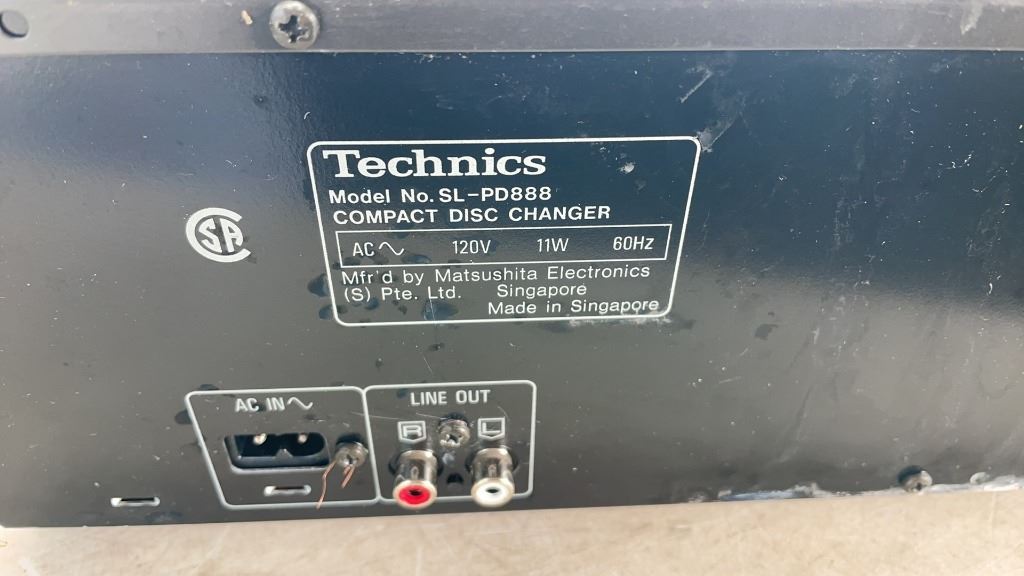 Technics
Model No. SL-PD888
COMPACT DISC CHANGER
AC 120V 11W 60Hz
Mfr'd by Matsushita Electronics
(S) Pte. Ltd. Singapore
Made in Singapore
SA
AC IN
LINE OUT
R L